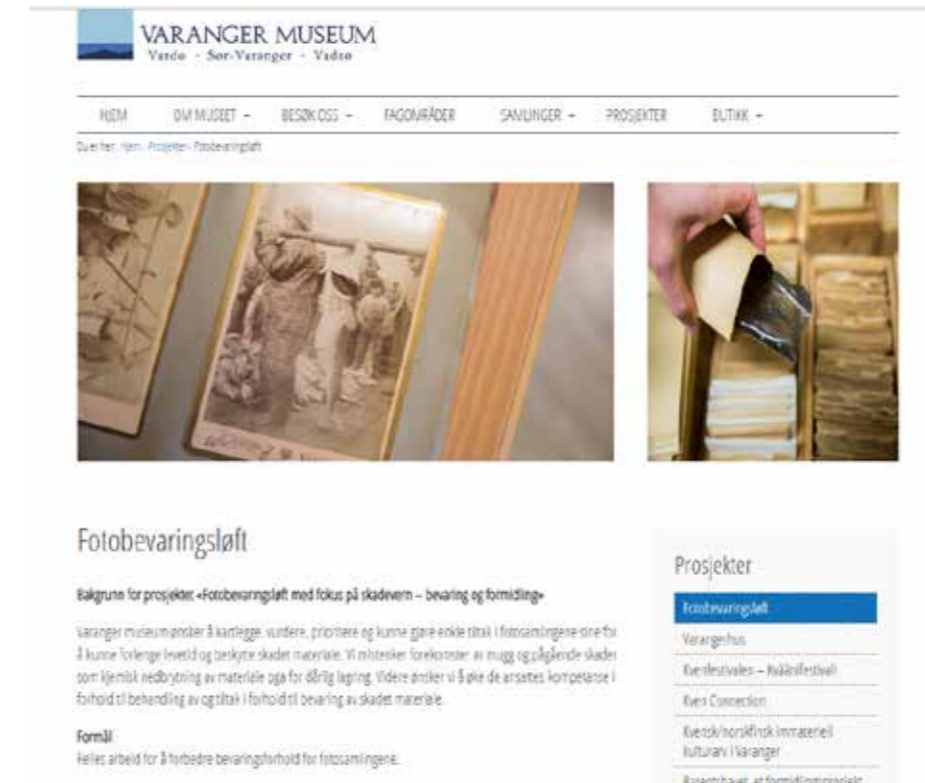 VARANGER MUSEUM
Vardø - Sør-Varanger - Vadsø
HJEM OM MUSEET BESØK OSS FAGOMRÅDER SAMLINGER PROSJEKTER BUTIKK
Du er her: Hjem › Prosjekter › Fotobevaringsløft
Fotobevaringsløft
Bakgrunn for prosjektet «Fotobevaringsløft med fokus på skadevern – bevaring og formidling»
Varanger museum ønsker å kartlegge, vurdere, prioritere og kunne gjøre enkle tiltak i fotosamlingene sine for
å kunne forlenge levetid og beskytte skadet materiale. Vi mistenker forekomster av mugg og pågående skader
som kjemisk nedbrytning av materiale pga for dårlig lagring. Videre ønsker vi å øke de ansattes kompetanse i
forhold til behandling av og tiltak i forhold til bevaring av skadet materiale.
Formål
Felles arbeid for å forbedre bevaringsforhold for fotosamlingene.
Prosjekter
Fotobevaringsløft
Varangerhus
Kvenfestivalen – Kväänifestivali
Kven Connection
Kvensk/norskfinsk immateriell
kulturarv i Varanger
Barentshavet, et formidlingsprosjekt